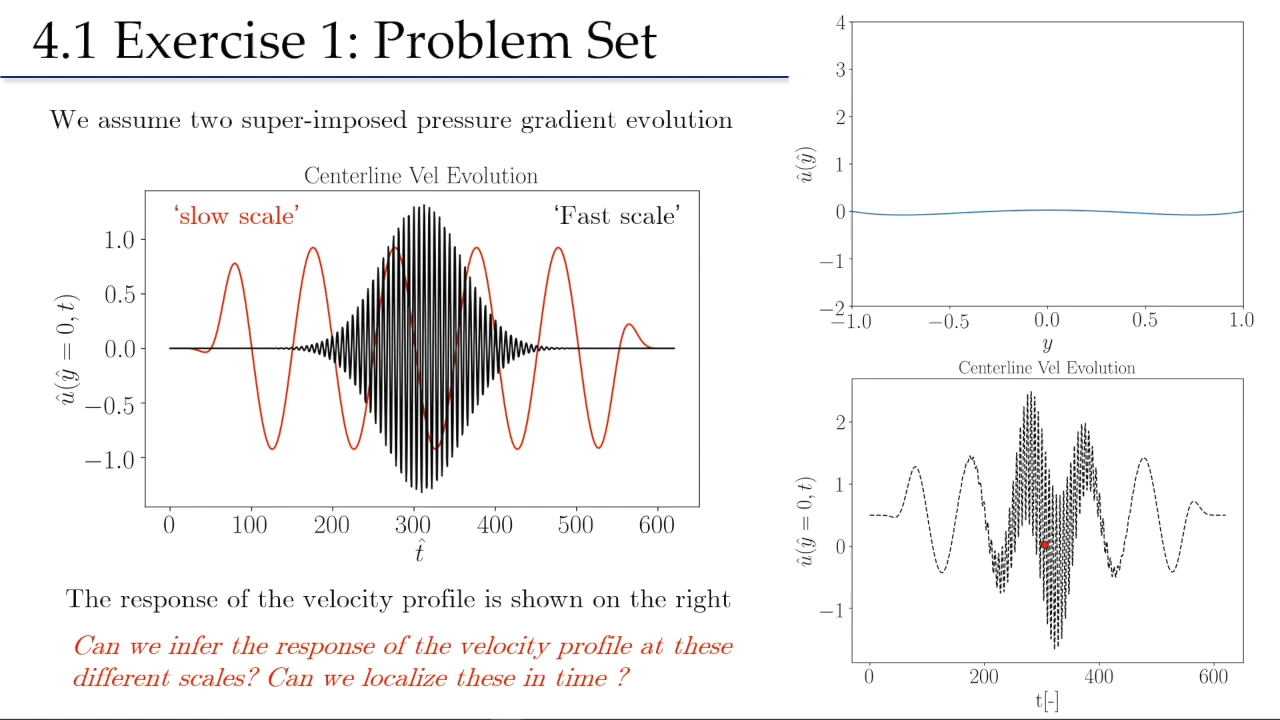 4.1 Exercise 1: Problem Set
We assume two super-imposed pressure gradient evolution
Centerline Vel Evolution
‘slow scale’
‘Fast scale’
1.0
0.5
0.0
−0.5
−1.0
û(ŷ = 0, t)
0 100 200 300 400 500 600
t̂
The response of the velocity profile is shown on the right
Can we infer the response of the velocity profile at these
different scales? Can we localize these in time ?
4
3
2
1
0
−1
−2
û(ŷ)
−1.0 −0.5 0.0 0.5 1.0
y
Centerline Vel Evolution
2
1
0
−1
û(ŷ = 0, t)
0 200 400 600
t[-]